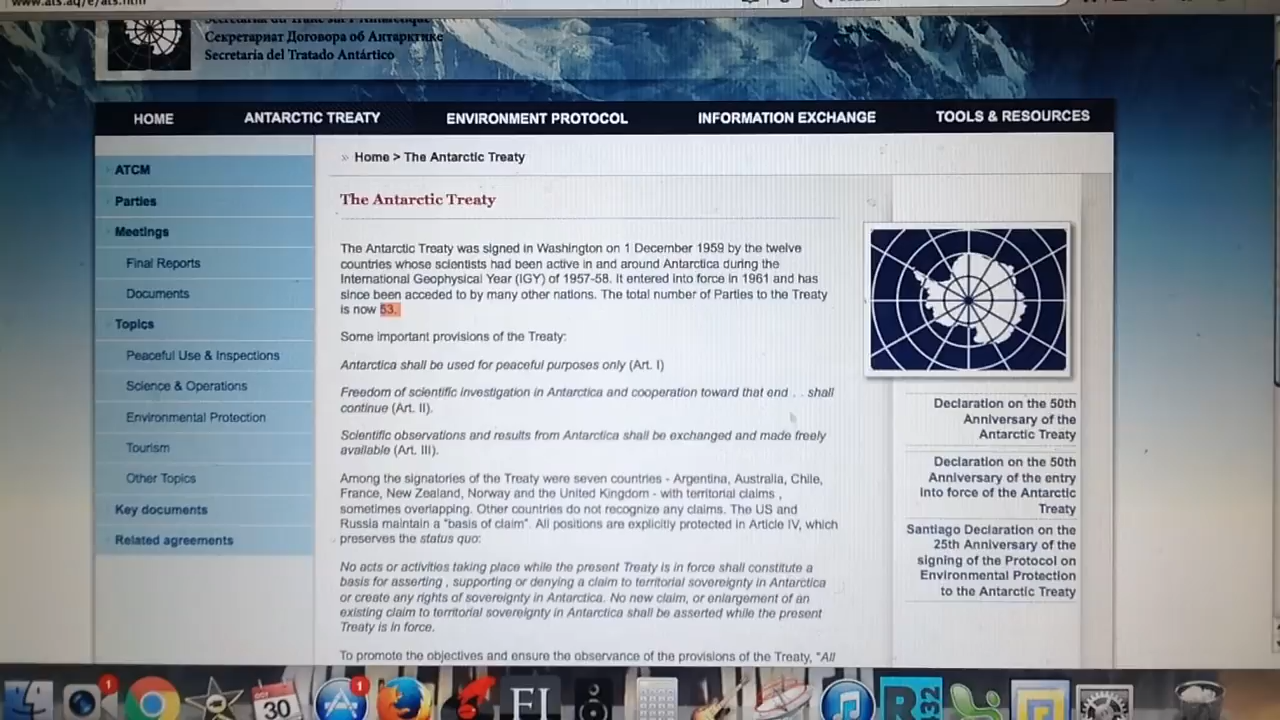 www.ats.aq/e/ats.htm
Secrétariat du Traité sur l'Antarctique
Секретариат Договора об Антарктике
Secretaría del Tratado Antártico
HOME ANTARCTIC TREATY ENVIRONMENT PROTOCOL INFORMATION EXCHANGE TOOLS & RESOURCES
ATCM
Parties
Meetings
Final Reports
Documents
Topics
Peaceful Use & Inspections
Science & Operations
Environmental Protection
Tourism
Other Topics
Key documents
Related agreements
» Home > The Antarctic Treaty
The Antarctic Treaty
The Antarctic Treaty was signed in Washington on 1 December 1959 by the twelve
countries whose scientists had been active in and around Antarctica during the
International Geophysical Year (IGY) of 1957-58. It entered into force in 1961 and has
since been acceded to by many other nations. The total number of Parties to the Treaty
is now 53.
Some important provisions of the Treaty:
Antarctica shall be used for peaceful purposes only (Art. I)
Freedom of scientific investigation in Antarctica and cooperation toward that end . . shall
continue (Art. II).
Scientific observations and results from Antarctica shall be exchanged and made freely
available (Art. III).
Among the signatories of the Treaty were seven countries - Argentina, Australia, Chile,
France, New Zealand, Norway and the United Kingdom - with territorial claims ,
sometimes overlapping. Other countries do not recognize any claims. The US and
Russia maintain a "basis of claim". All positions are explicitly protected in Article IV, which
preserves the status quo:
No acts or activities taking place while the present Treaty is in force shall constitute a
basis for asserting , supporting or denying a claim to territorial sovereignty in Antarctica
or create any rights of sovereignty in Antarctica. No new claim, or enlargement of an
existing claim to territorial sovereignty in Antarctica shall be asserted while the present
Treaty is in force.
To promote the objectives and ensure the observance of the provisions of the Treaty, "All
Declaration on the 50th
Anniversary of the
Antarctic Treaty
Declaration on the 50th
Anniversary of the entry
into force of the Antarctic
Treaty
Santiago Declaration on the
25th Anniversary of the
signing of the Protocol on
Environmental Protection
to the Antarctic Treaty
1
OCT
30
1
FI
R
32